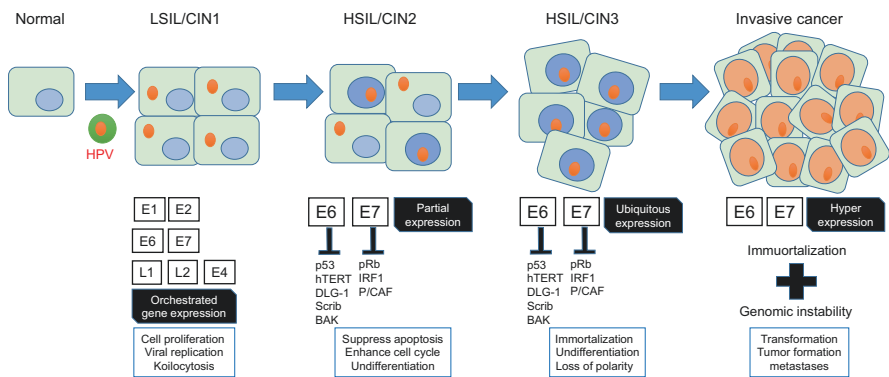 Normal
LSIL/CIN1
HSIL/CIN2
HSIL/CIN3
Invasive cancer
HPV
E1 E2
E6 E7
L1 L2 E4
Orchestrated
gene expression
Cell proliferation
Viral replication
Koilocytosis
E6 E7
Partial
expression
p53
hTERT
DLG-1
Scrib
BAK
pRb
IRF1
P/CAF
Suppress apoptosis
Enhance cell cycle
Undifferentiation
E6 E7
Ubiquitous
expression
p53
hTERT
DLG-1
Scrib
BAK
pRb
IRF1
P/CAF
Immortalization
Undifferentiation
Loss of polarity
E6 E7
Hyper
expression
Immuortalization
Genomic instability
Transformation
Tumor formation
metastases